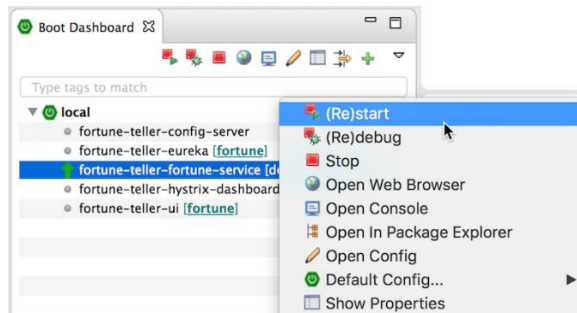 Boot Dashboard
Type tags to match
local
fortune-teller-config-server
fortune-teller-eureka [fortune]
fortune-teller-fortune-service [de
fortune-teller-hystrix-dashboard
fortune-teller-ui [fortune]
(Re)start
(Re)debug
Stop
Open Web Browser
Open Console
Open In Package Explorer
Open Config
Default Config...
Show Properties